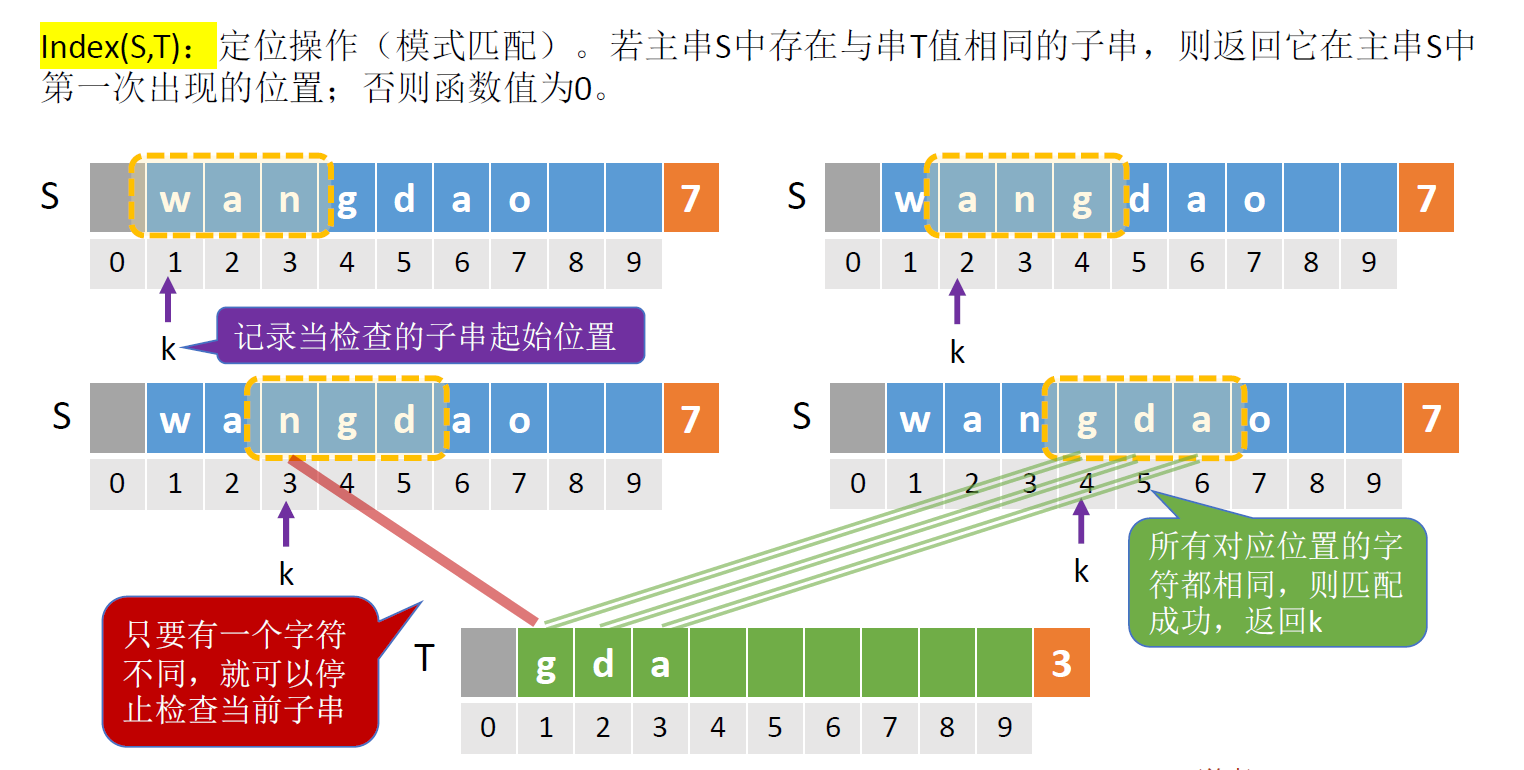 Index(S,T)：定位操作（模式匹配）。若主串S中存在与串T值相同的子串，则返回它在主串S中
第一次出现的位置；否则函数值为0。
S w a n g d a o 7
0 1 2 3 4 5 6 7 8 9
k
记录当检查的子串起始位置
S w a n g d a o 7
0 1 2 3 4 5 6 7 8 9
k
S w a n g d a o 7
0 1 2 3 4 5 6 7 8 9
k
S w a n g d a o 7
0 1 2 3 4 5 6 7 8 9
k
只要有一个字符
不同，就可以停
止检查当前子串
所有对应位置的字
符都相同，则匹配
成功，返回k
T g d a 3
0 1 2 3 4 5 6 7 8 9